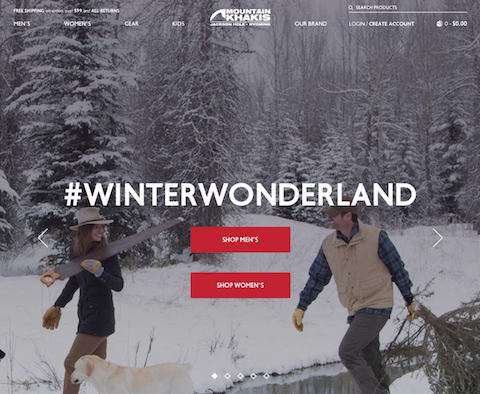 FREE SHIPPING on orders over $99 and ALL RETURNS
SEARCH PRODUCTS
MEN'S WOMEN'S GEAR KIDS
MOUNTAIN
KHAKIS
JACKSON HOLE • WYOMING
OUR BRAND
LOGIN / CREATE ACCOUNT
0 - $0.00
#WINTERWONDERLAND
SHOP MEN'S
SHOP WOMEN'S